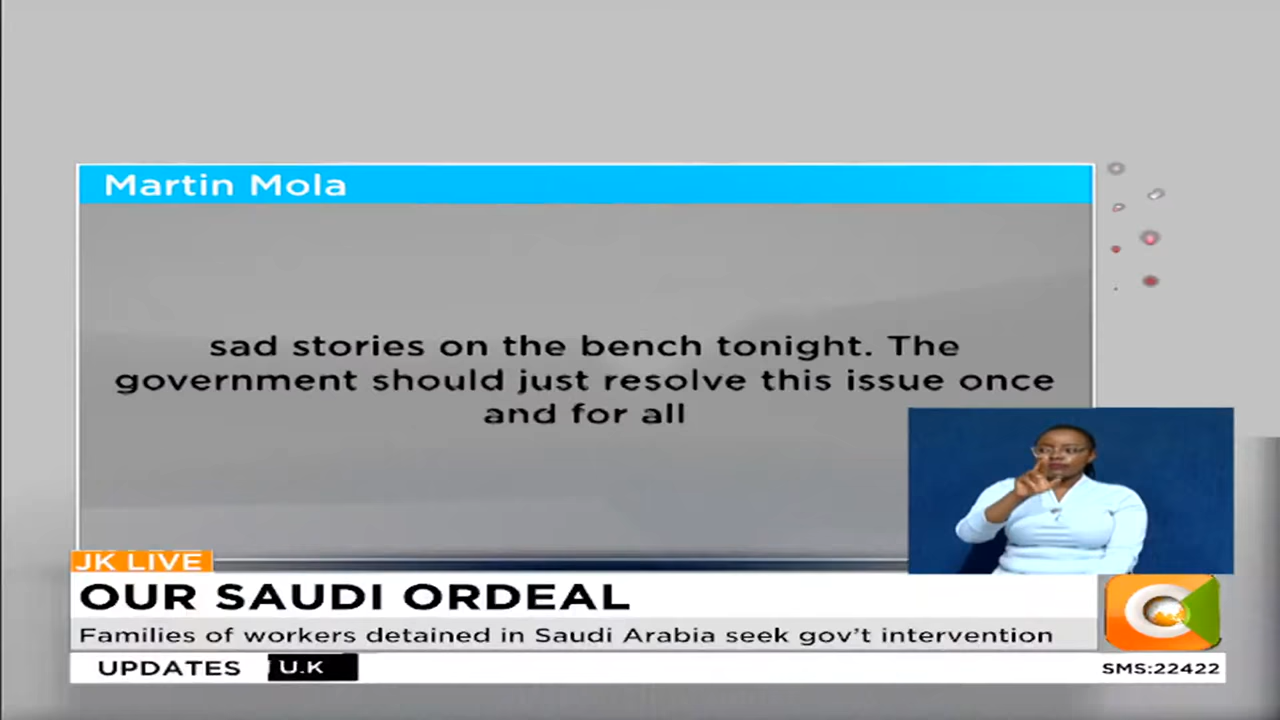 Martin Mola
sad stories on the bench tonight. The
government should just resolve this issue once
and for all
JK LIVE
OUR SAUDI ORDEAL
Families of workers detained in Saudi Arabia seek gov't intervention
UPDATES U.K SMS:22422